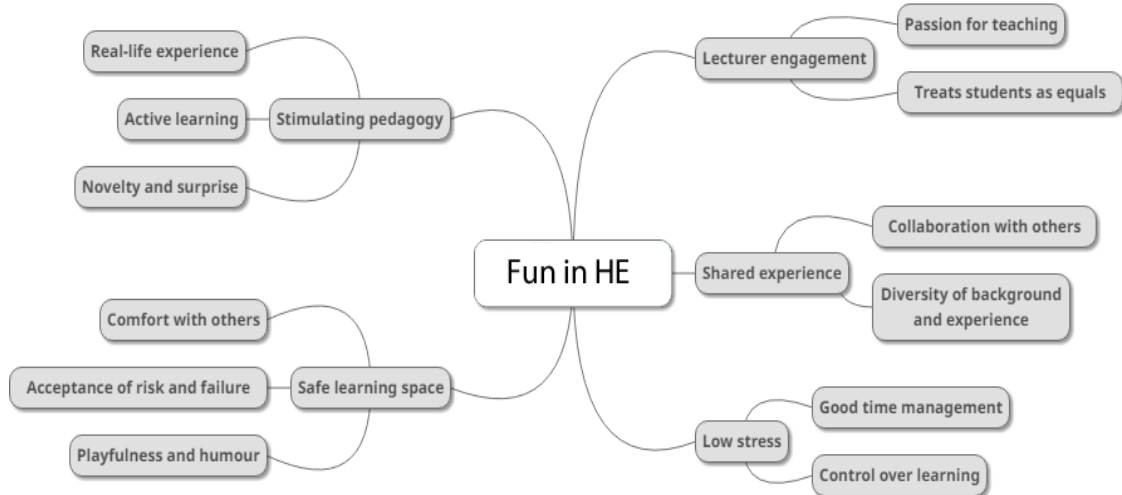 Real-life experience
Active learning
Novelty and surprise
Stimulating pedagogy
Comfort with others
Acceptance of risk and failure
Playfulness and humour
Safe learning space
Fun in HE
Lecturer engagement
Passion for teaching
Treats students as equals
Shared experience
Collaboration with others
Diversity of background
and experience
Low stress
Good time management
Control over learning